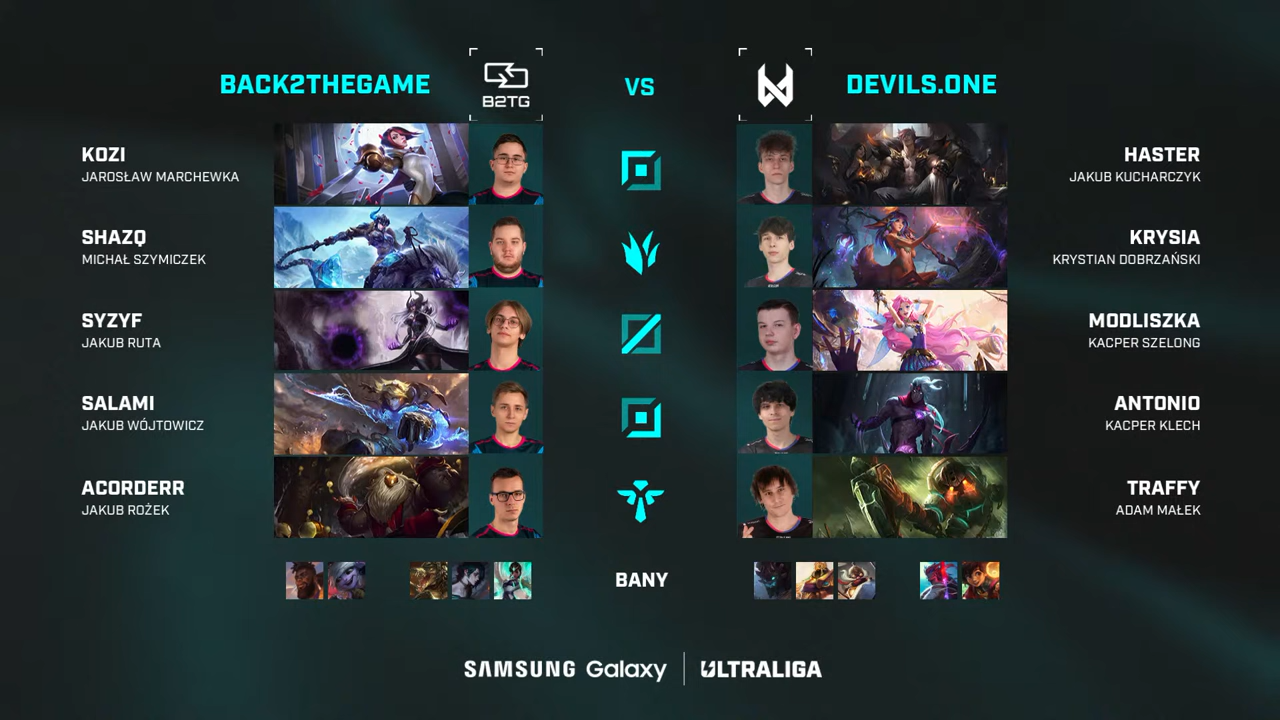 BACK2THEGAME
B2TG
VS
DEVILS.ONE
KOZI
JAROSŁAW MARCHEWKA
HASTER
JAKUB KUCHARCZYK
SHAZQ
MICHAŁ SZYMICZEK
KRYSIA
KRYSTIAN DOBRZAŃSKI
SYZYF
JAKUB RUTA
MODLISZKA
KACPER SZELONG
SALAMI
JAKUB WÓJTOWICZ
ANTONIO
KACPER KLECH
ACORDERR
JAKUB ROŻEK
TRAFFY
ADAM MAŁEK
BANY
SAMSUNG Galaxy
ULTRALIGA